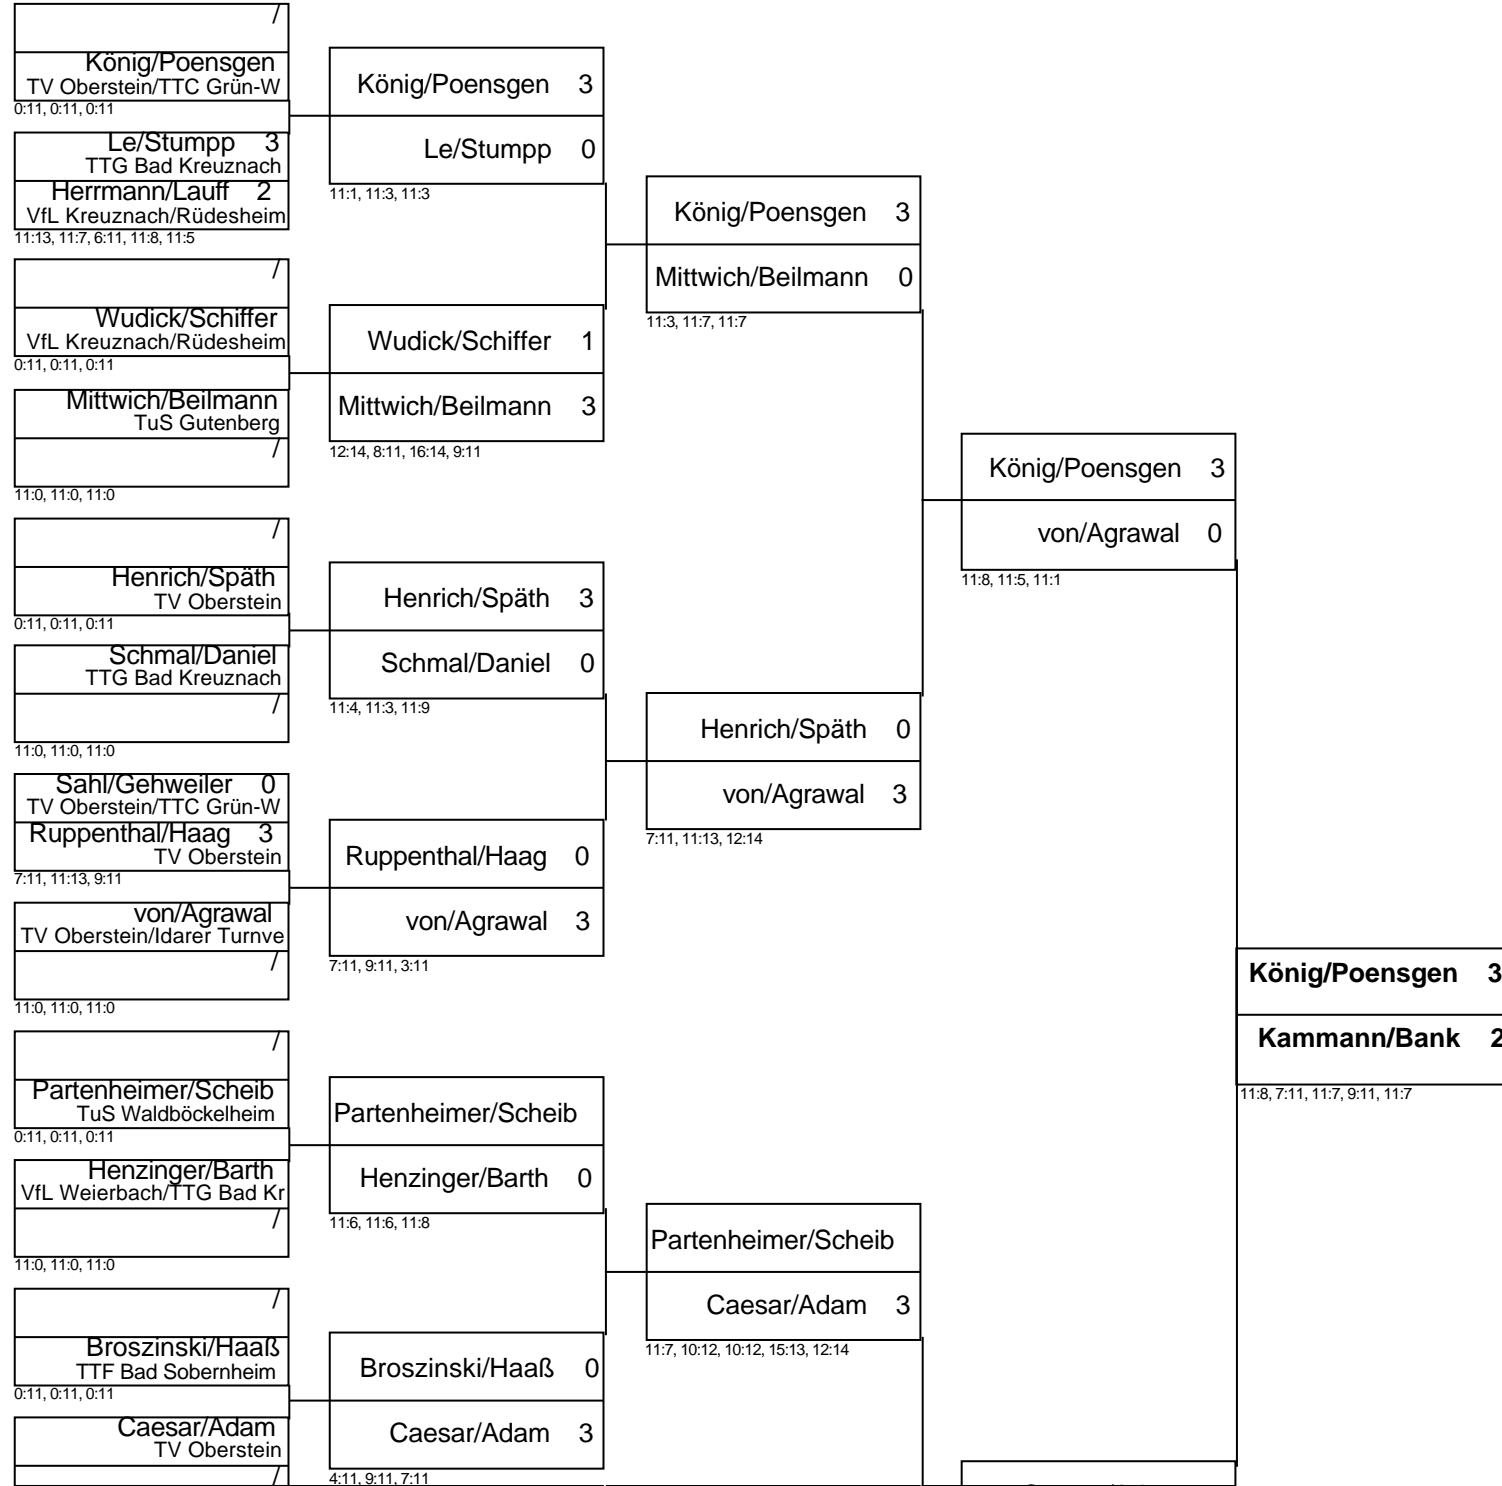 /
König/Poensgen
TV Oberstein/TTC Grün-W
0:11, 0:11, 0:11
Le/Stumpp 3
TTG Bad Kreuznach
Herrmann/Lauff 2
VfL Kreuznach/Rüdesheim
11:13, 11:7, 6:11, 11:8, 11:5
/
Wudick/Schiffer
VfL Kreuznach/Rüdesheim
0:11, 0:11, 0:11
Mittwich/Beilmann
TuS Gutenberg
/
11:0, 11:0, 11:0
/
Henrich/Späth
TV Oberstein
0:11, 0:11, 0:11
Schmal/Daniel
TTG Bad Kreuznach
/
11:0, 11:0, 11:0
Sahl/Gehweiler 0
TV Oberstein/TTC Grün-W
Ruppenthal/Haag 3
TV Oberstein
7:11, 11:13, 9:11
von/Agrawal
TV Oberstein/Idarer Turnve
/
11:0, 11:0, 11:0
/
Partenheimer/Scheib
TuS Waldböckelheim
0:11, 0:11, 0:11
Henzinger/Barth
VfL Weierbach/TTG Bad Kr
/
11:0, 11:0, 11:0
/
Broszinski/Haaß
TTF Bad Sobernheim
0:11, 0:11, 0:11
Caesar/Adam
TV Oberstein
/
König/Poensgen 3
Le/Stumpp 0
11:1, 11:3, 11:3
Wudick/Schiffer 1
Mittwich/Beilmann 3
12:14, 8:11, 16:14, 9:11
Henrich/Späth 3
Schmal/Daniel 0
11:4, 11:3, 11:9
Ruppenthal/Haag 0
von/Agrawal 3
7:11, 9:11, 3:11
Partenheimer/Scheib
Henzinger/Barth 0
11:6, 11:6, 11:8
Broszinski/Haaß 0
Caesar/Adam 3
4:11, 9:11, 7:11
König/Poensgen 3
Mittwich/Beilmann 0
11:3, 11:7, 11:7
Henrich/Späth 0
von/Agrawal 3
7:11, 11:13, 12:14
Partenheimer/Scheib
Caesar/Adam 3
11:7, 10:12, 10:12, 15:13, 12:14
König/Poensgen 3
von/Agrawal 0
11:8, 11:5, 11:1
König/Poensgen 3
Kammann/Bank 2
11:8, 7:11, 11:7, 9:11, 11:7